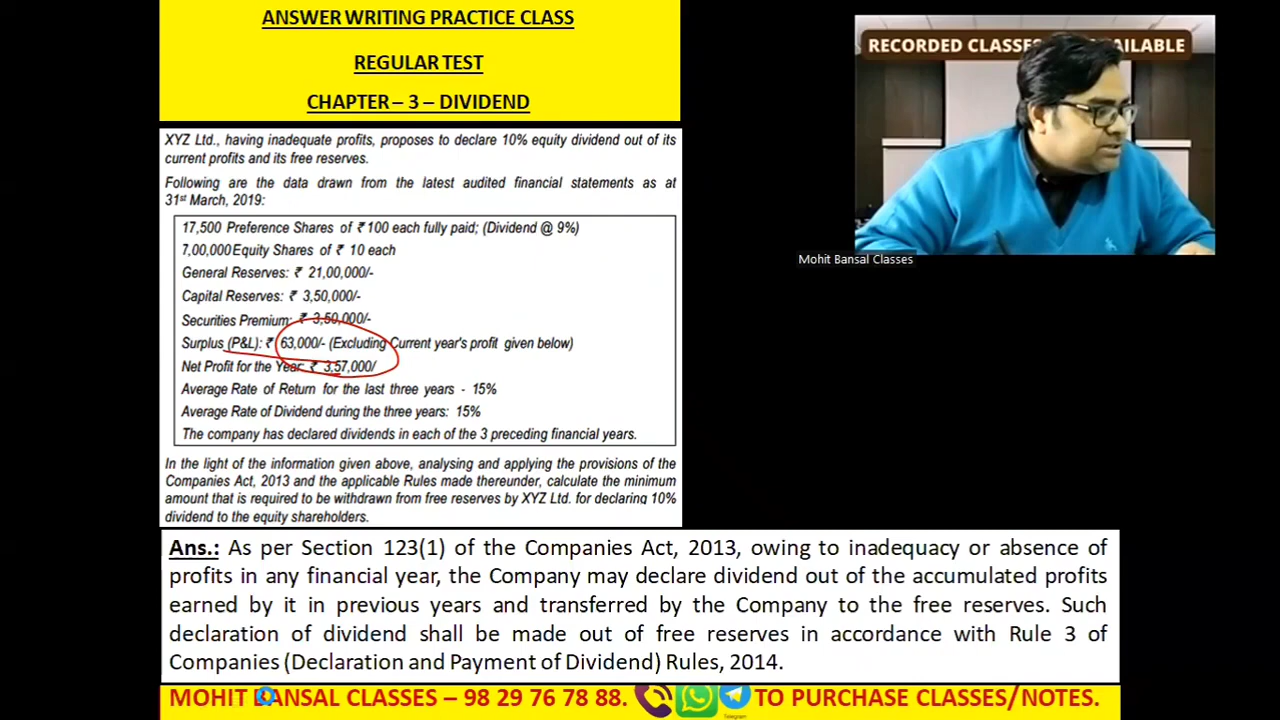 ANSWER WRITING PRACTICE CLASS
REGULAR TEST
CHAPTER – 3 – DIVIDEND
RECORDED CLASSES AILABLE
Mohit Bansal Classes
XYZ Ltd., having inadequate profits, proposes to declare 10% equity dividend out of its
current profits and its free reserves.
Following are the data drawn from the latest audited financial statements as at
31st March, 2019:
17,500 Preference Shares of ₹ 100 each fully paid; (Dividend @ 9%)
7,00,000 Equity Shares of ₹ 10 each
General Reserves: ₹ 21,00,000/-
Capital Reserves: ₹ 3,50,000/-
Securities Premium: ₹ 3,50,000/-
Surplus (P&L): ₹ 63,000/- (Excluding Current year's profit given below)
Net Profit for the Year: ₹ 3,57,000/
Average Rate of Return for the last three years - 15%
Average Rate of Dividend during the three years: 15%
The company has declared dividends in each of the 3 preceding financial years.
In the light of the information given above, analysing and applying the provisions of the
Companies Act, 2013 and the applicable Rules made thereunder, calculate the minimum
amount that is required to be withdrawn from free reserves by XYZ Ltd. for declaring 10%
dividend to the equity shareholders.
Ans.: As per Section 123(1) of the Companies Act, 2013, owing to inadequacy or absence of
profits in any financial year, the Company may declare dividend out of the accumulated profits
earned by it in previous years and transferred by the Company to the free reserves. Such
declaration of dividend shall be made out of free reserves in accordance with Rule 3 of
Companies (Declaration and Payment of Dividend) Rules, 2014.
MOHIT BANSAL CLASSES – 98 29 76 78 88. TO PURCHASE CLASSES/NOTES.
Telegram